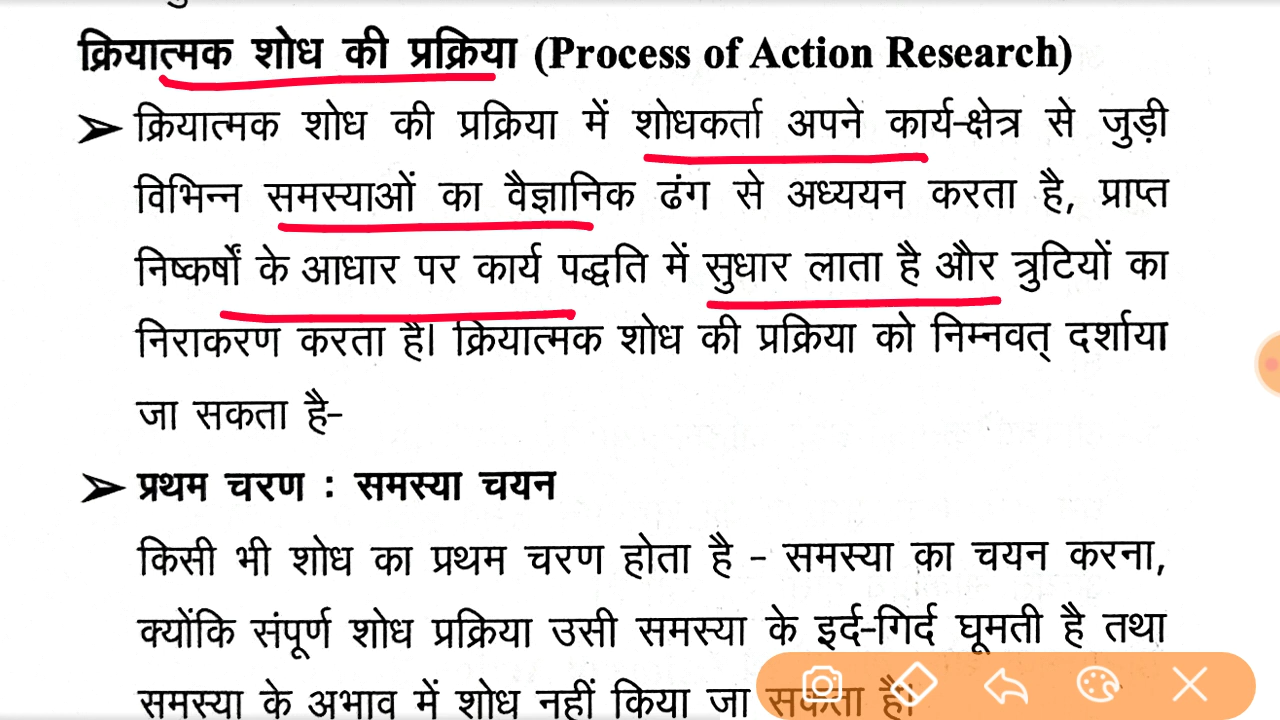 क्रियात्मक शोध की प्रक्रिया (Process of Action Research)
➢ क्रियात्मक शोध की प्रक्रिया में शोधकर्ता अपने कार्य-क्षेत्र से जुड़ी
विभिन्न समस्याओं का वैज्ञानिक ढंग से अध्ययन करता है, प्राप्त
निष्कर्षों के आधार पर कार्य पद्धति में सुधार लाता है और त्रुटियों का
निराकरण करता है। क्रियात्मक शोध की प्रक्रिया को निम्नवत् दर्शाया
जा सकता है-
➢ प्रथम चरण : समस्या चयन
किसी भी शोध का प्रथम चरण होता है - समस्या का चयन करना,
क्योंकि संपूर्ण शोध प्रक्रिया उसी समस्या के इर्द-गिर्द घूमती है तथा
समस्या के अभाव में शोध नहीं किया जा सकता है।